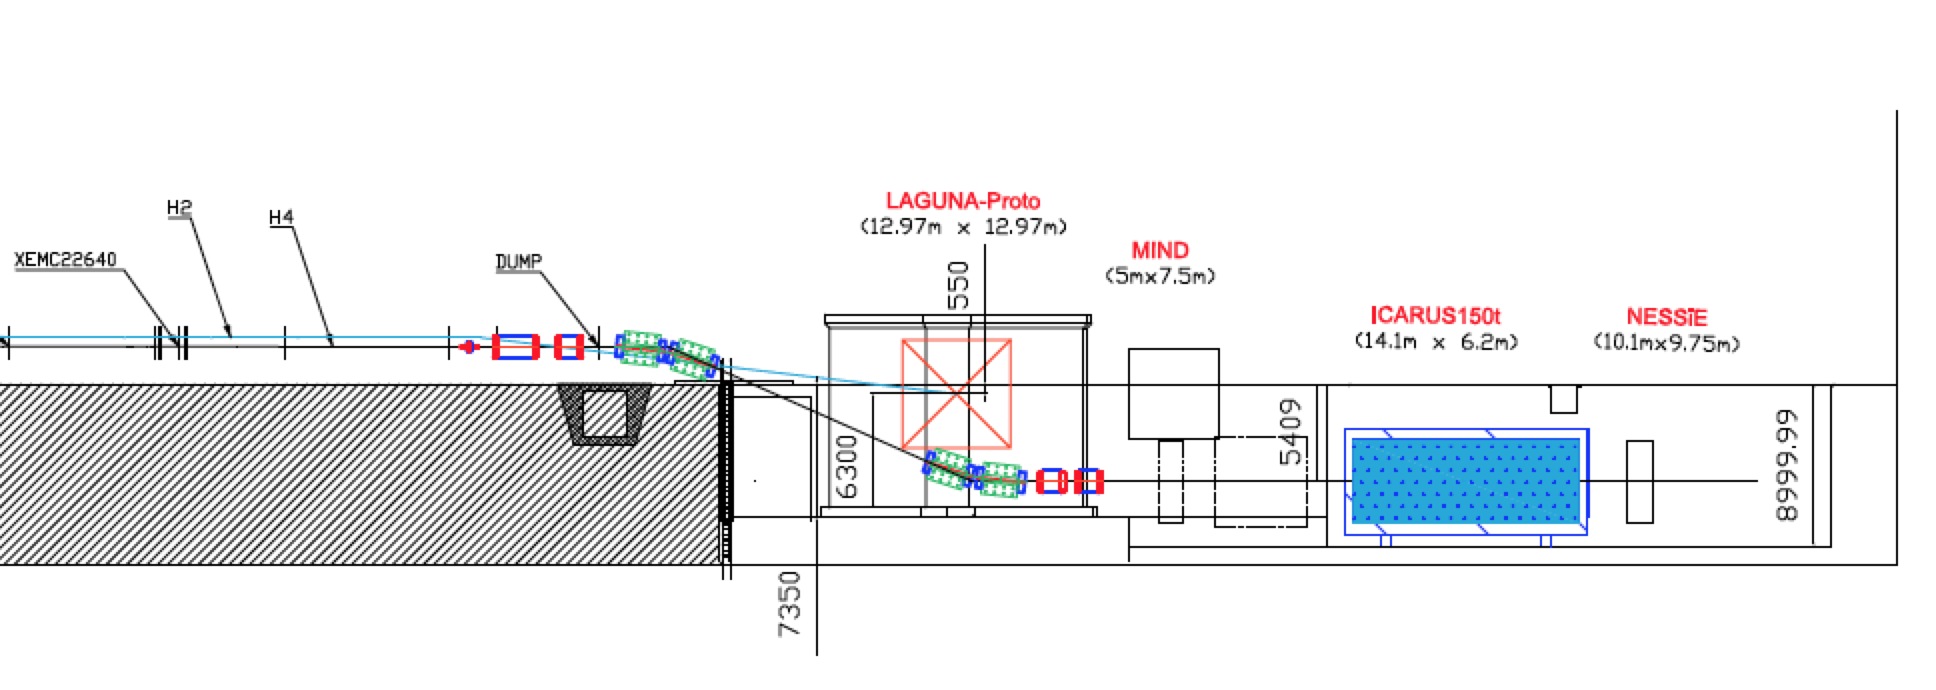 LAGUNA-Proto
(12.97m x 12.97m)
H2
H4
XEMC22640
DUMP
550
MIND
(5mx7.5m)
ICARUS150t
(14.1m x 6.2m)
NESSiE
(10.1mx9.75m)
6300
5409
8999.99
7350